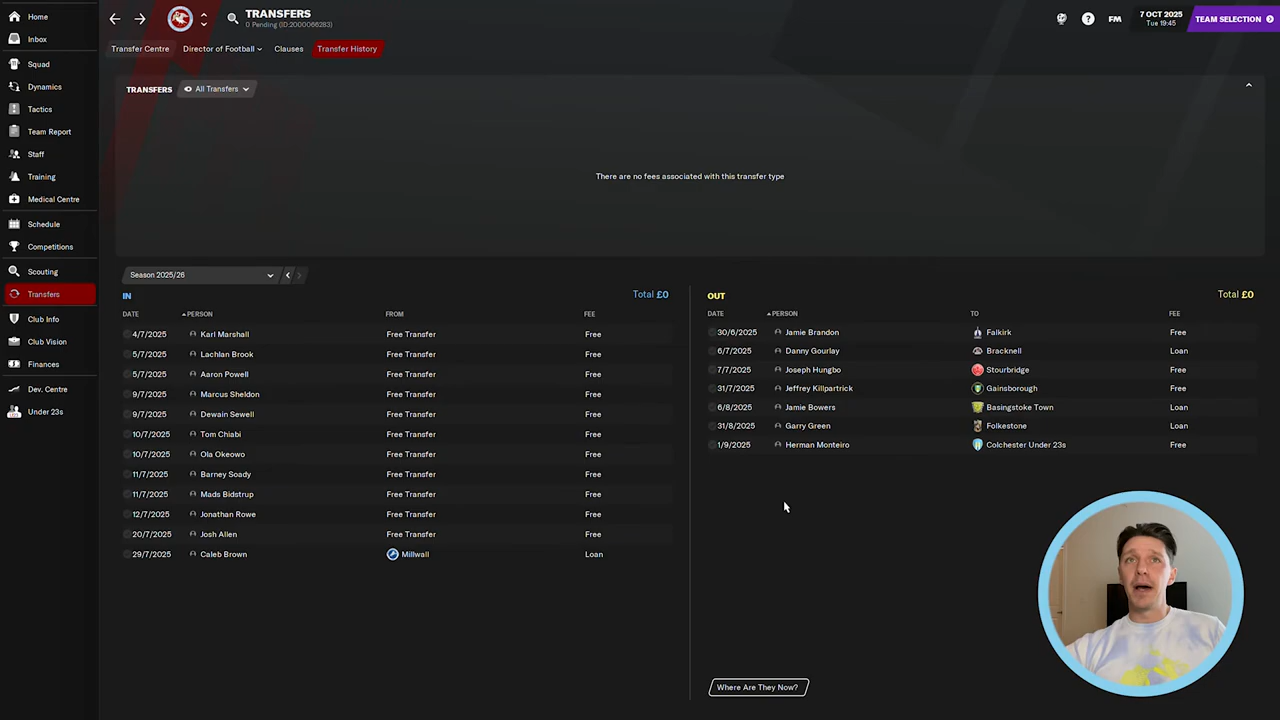 Home
Inbox
Squad
Dynamics
Tactics
Team Report
Staff
Training
Medical Centre
Schedule
Competitions
Scouting
Transfers
Club Info
Club Vision
Finances
Dev. Centre
Under 23s
TRANSFERS
0 Pending (ID:2000066283)
? FM 7 OCT 2025 Tue 19:45 TEAM SELECTION
Transfer Centre Director of Football Clauses Transfer History
TRANSFERS All Transfers
There are no fees associated with this transfer type
Season 2025/26
IN Total £0
DATE PERSON FROM FEE
4/7/2025 Karl Marshall Free Transfer Free
5/7/2025 Lachlan Brook Free Transfer Free
5/7/2025 Aaron Powell Free Transfer Free
9/7/2025 Marcus Sheldon Free Transfer Free
9/7/2025 Dewain Sewell Free Transfer Free
10/7/2025 Tom Chiabi Free Transfer Free
10/7/2025 Ola Okeowo Free Transfer Free
11/7/2025 Barney Soady Free Transfer Free
11/7/2025 Mads Bidstrup Free Transfer Free
12/7/2025 Jonathan Rowe Free Transfer Free
20/7/2025 Josh Allen Free Transfer Free
29/7/2025 Caleb Brown Millwall Loan
OUT Total £0
DATE PERSON TO FEE
30/6/2025 Jamie Brandon Falkirk Free
6/7/2025 Danny Gourlay Bracknell Loan
7/7/2025 Joseph Hungbo Stourbridge Free
31/7/2025 Jeffrey Killpartrick Gainsborough Free
6/8/2025 Jamie Bowers Basingstoke Town Loan
31/8/2025 Garry Green Folkestone Loan
1/9/2025 Herman Monteiro Colchester Under 23s Free
Where Are They Now?